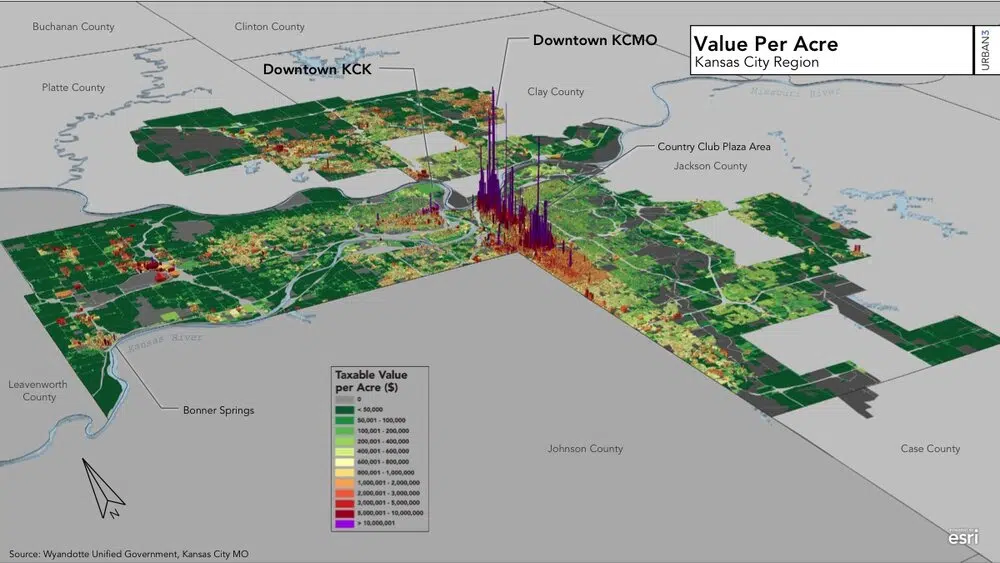 Buchanan County
Clinton County
Downtown KCMO
Value Per Acre
Kansas City Region
URBAN3
Downtown KCK
Platte County
Clay County
Missouri River
Country Club Plaza Area
Jackson County
Kansas River
Leavenworth
County
Bonner Springs
Taxable Value
per Acre ($)
0
< 50,000
50,001 - 100,000
100,001 - 200,000
200,001 - 400,000
400,001 - 600,000
600,001 - 800,000
800,001 - 1,000,000
1,000,001 - 2,000,000
2,000,001 - 3,000,000
3,000,001 - 5,000,000
5,000,001 - 10,000,000
> 10,000,001
Johnson County
Case County
N
Source: Wyandotte Unified Government, Kansas City MO
esri